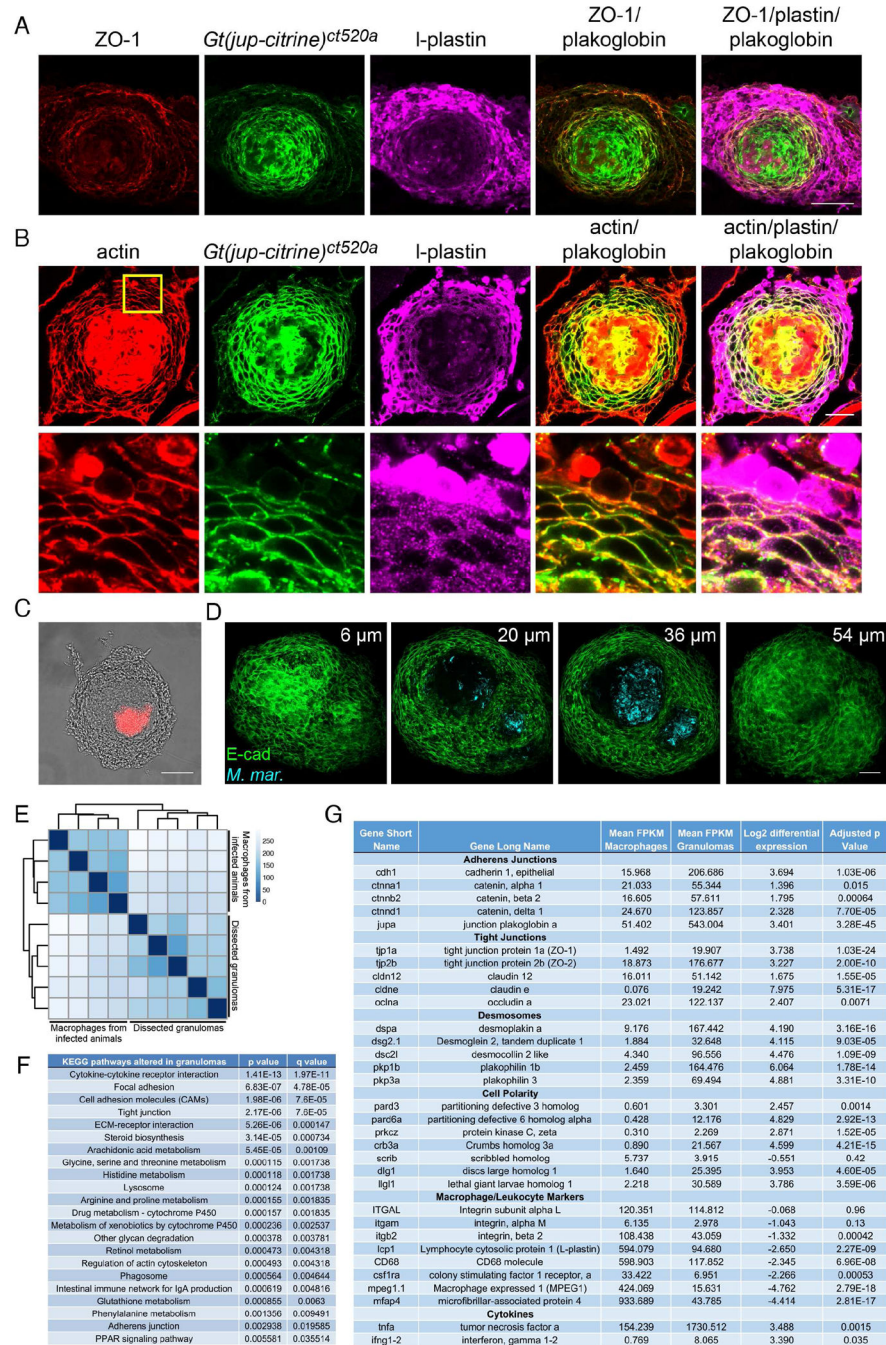 A
ZO-1
Gt(jup-citrine)ct520a
l-plastin
ZO-1/
plakoglobin
ZO-1/plastin/
plakoglobin
B
actin
Gt(jup-citrine)ct520a
l-plastin
actin/
plakoglobin
actin/plastin/
plakoglobin
C
D
6 µm
20 µm
36 µm
54 µm
E-cad
M. mar.
E
Macrophages from
infected animals
Dissected
granulomas
250
200
150
100
50
0
Macrophages from
infected animals
Dissected granulomas
F
KEGG pathways altered in granulomas p value q value
Cytokine-cytokine receptor interaction 1.41E-13 1.97E-11
Focal adhesion 6.83E-07 4.78E-05
Cell adhesion molecules (CAMs) 1.98E-06 7.6E-05
Tight junction 2.17E-06 7.6E-05
ECM-receptor interaction 5.26E-06 0.000147
Steroid biosynthesis 3.14E-05 0.000734
Arachidonic acid metabolism 5.45E-05 0.00109
Glycine, serine and threonine metabolism 0.000115 0.001738
Histidine metabolism 0.000118 0.001738
Lysosome 0.000124 0.001738
Arginine and proline metabolism 0.000155 0.001835
Drug metabolism - cytochrome P450 0.000157 0.001835
Metabolism of xenobiotics by cytochrome P450 0.000236 0.002537
Other glycan degradation 0.000378 0.003781
Retinol metabolism 0.000473 0.004318
Regulation of actin cytoskeleton 0.000493 0.004318
Phagosome 0.000564 0.004644
Intestinal immune network for IgA production 0.000619 0.004816
Glutathione metabolism 0.000855 0.0063
Phenylalanine metabolism 0.001356 0.009491
Adherens junction 0.002938 0.019585
PPAR signaling pathway 0.005581 0.035514
G
Gene Short Name Gene Long Name Mean FPKM Macrophages Mean FPKM Granulomas Log2 differential expression Adjusted p Value
Adherens Junctions
cdh1 cadherin 1, epithelial 15.968 206.686 3.694 1.03E-06
ctnna1 catenin, alpha 1 21.033 55.344 1.396 0.015
ctnnb2 catenin, beta 2 16.605 57.611 1.795 0.00064
ctnnd1 catenin, delta 1 24.670 123.857 2.328 7.70E-05
jupa junction plakoglobin a 51.402 543.004 3.401 3.28E-45
Tight Junctions
tjp1a tight junction protein 1a (ZO-1) 1.492 19.907 3.738 1.03E-24
tjp2b tight junction protein 2b (ZO-2) 18.873 176.677 3.227 2.00E-10
cldn12 claudin 12 16.011 51.142 1.675 1.55E-05
cldne claudin e 0.076 19.242 7.975 5.31E-17
oclna occludin a 23.021 122.137 2.407 0.0071
Desmosomes
dspa desmoplakin a 9.176 167.442 4.190 3.16E-16
dsg2.1 Desmoglein 2, tandem duplicate 1 1.884 32.648 4.115 9.03E-05
dsc2l desmocollin 2 like 4.340 96.556 4.476 1.09E-09
pkp1b plakophilin 1b 2.459 164.476 6.064 1.78E-14
pkp3a plakophilin 3 2.359 69.494 4.881 3.31E-10
Cell Polarity
pard3 partitioning defective 3 homolog 0.601 3.301 2.457 0.0014
pard6a partitioning defective 6 homolog alpha 0.428 12.176 4.829 2.92E-13
prkcz protein kinase C, zeta 0.310 2.269 2.871 1.52E-05
crb3a Crumbs homolog 3a 0.890 21.567 4.599 4.21E-15
scrib scribbled homolog 5.737 3.915 -0.551 0.42
dlg1 discs large homolog 1 1.640 25.395 3.953 4.60E-05
llgl1 lethal giant larvae homolog 1 2.218 30.589 3.786 3.59E-06
Macrophage/Leukocyte Markers
ITGAL Integrin subunit alpha L 120.351 114.812 -0.068 0.96
itgam integrin, alpha M 6.135 2.978 -1.043 0.13
itgb2 integrin, beta 2 108.438 43.059 -1.332 0.00042
lcp1 Lymphocyte cytosolic protein 1 (L-plastin) 594.079 94.680 -2.650 2.27E-09
CD68 CD68 molecule 598.903 117.852 -2.345 6.96E-08
csf1ra colony stimulating factor 1 receptor, a 33.422 6.951 -2.266 0.00053
mpeg1.1 Macrophage expressed 1 (MPEG1) 424.069 15.631 -4.762 2.79E-18
mfap4 microfibrillar-associated protein 4 933.689 43.785 -4.414 2.81E-17
Cytokines
tnfa tumor necrosis factor a 154.239 1730.512 3.488 0.0015
ifng1-2 interferon, gamma 1-2 0.769 8.065 3.390 0.035